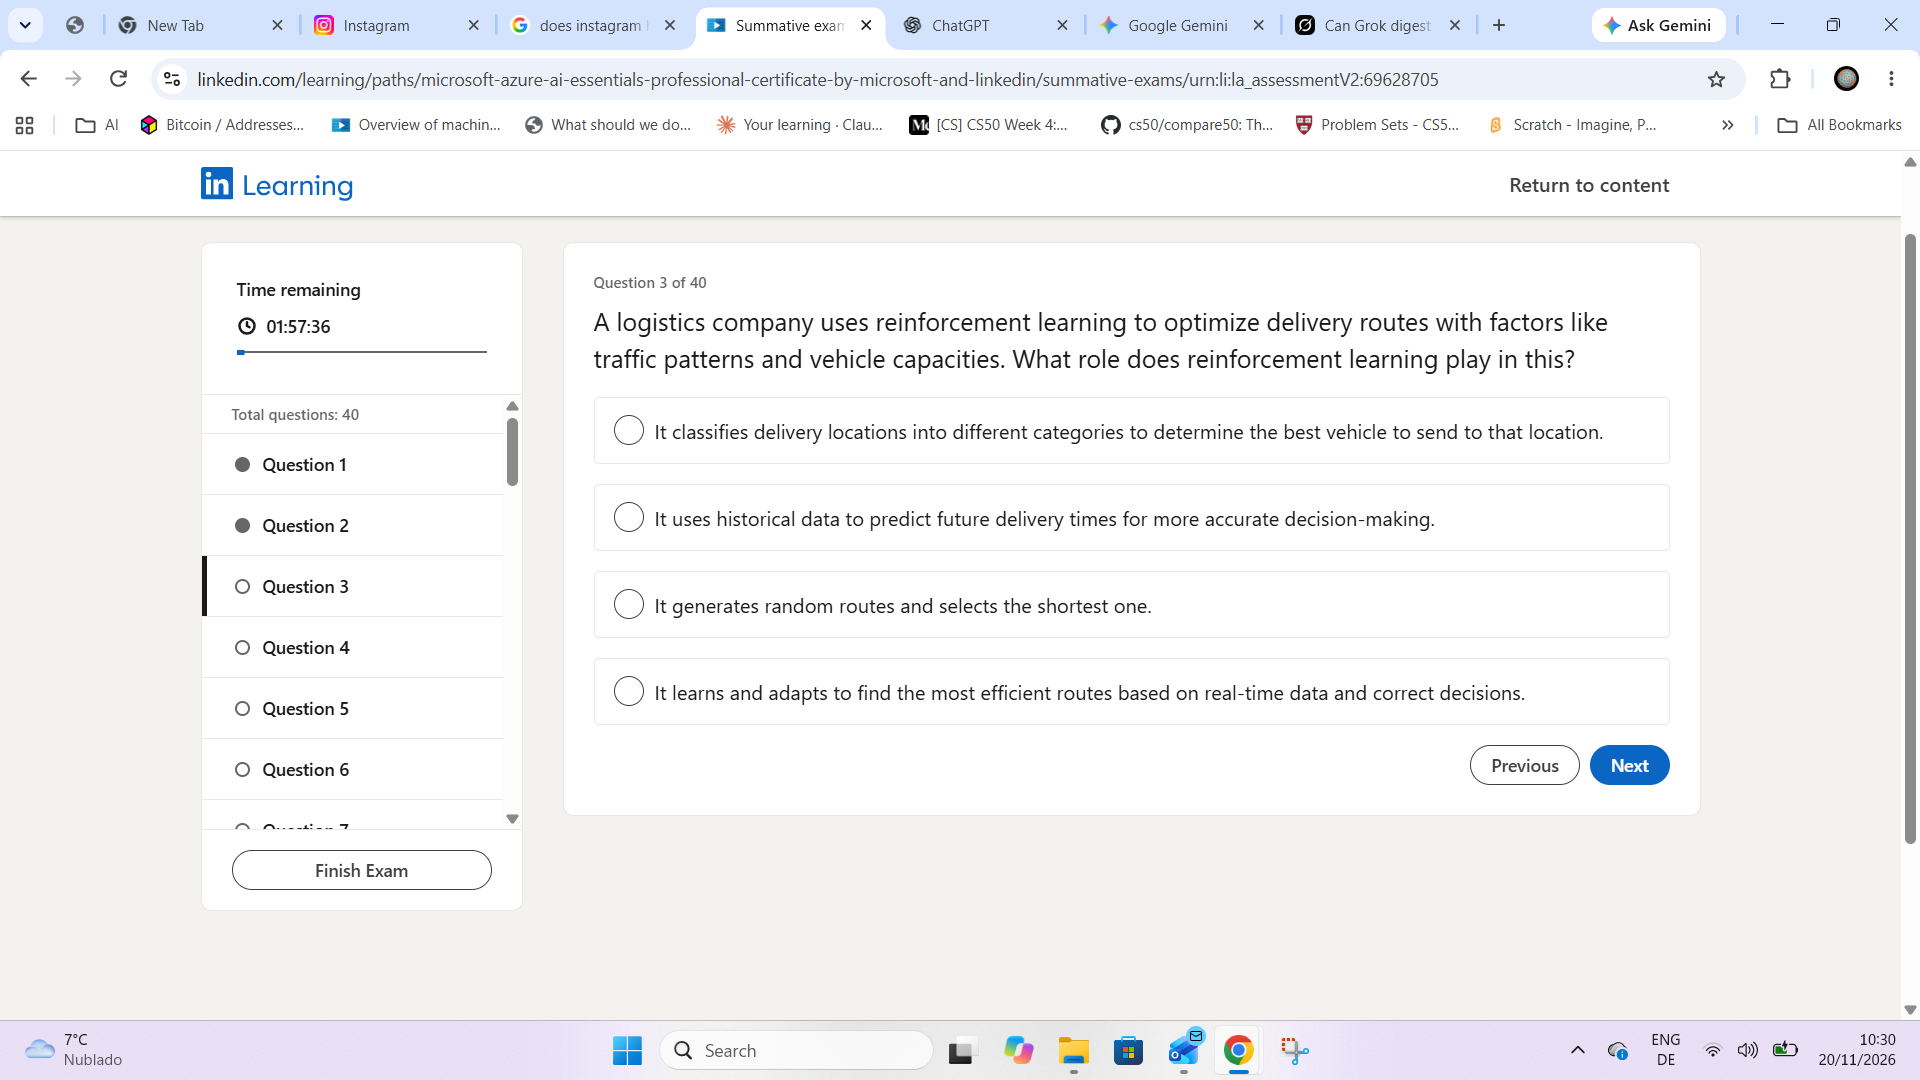 New Tab
Instagram
does instagram
Summative exam
ChatGPT
Google Gemini
Can Grok digest
Ask Gemini
linkedin.com/learning/paths/microsoft-azure-ai-essentials-professional-certificate-by-microsoft-and-linkedin/summative-exams/urn:li:la_assessmentV2:69628705
AI
Bitcoin / Addresses...
Overview of machin...
What should we do...
Your learning · Clau...
[CS] CS50 Week 4:...
cs50/compare50: Th...
Problem Sets - CS5...
Scratch - Imagine, P...
All Bookmarks
in Learning
Return to content
Time remaining
01:57:36
Total questions: 40
Question 1
Question 2
Question 3
Question 4
Question 5
Question 6
Question 7
Finish Exam
Question 3 of 40
A logistics company uses reinforcement learning to optimize delivery routes with factors like
traffic patterns and vehicle capacities. What role does reinforcement learning play in this?
It classifies delivery locations into different categories to determine the best vehicle to send to that location.
It uses historical data to predict future delivery times for more accurate decision-making.
It generates random routes and selects the shortest one.
It learns and adapts to find the most efficient routes based on real-time data and correct decisions.
Previous
Next
7°C
Nublado
Search
ENG
DE
10:30
20/11/2026